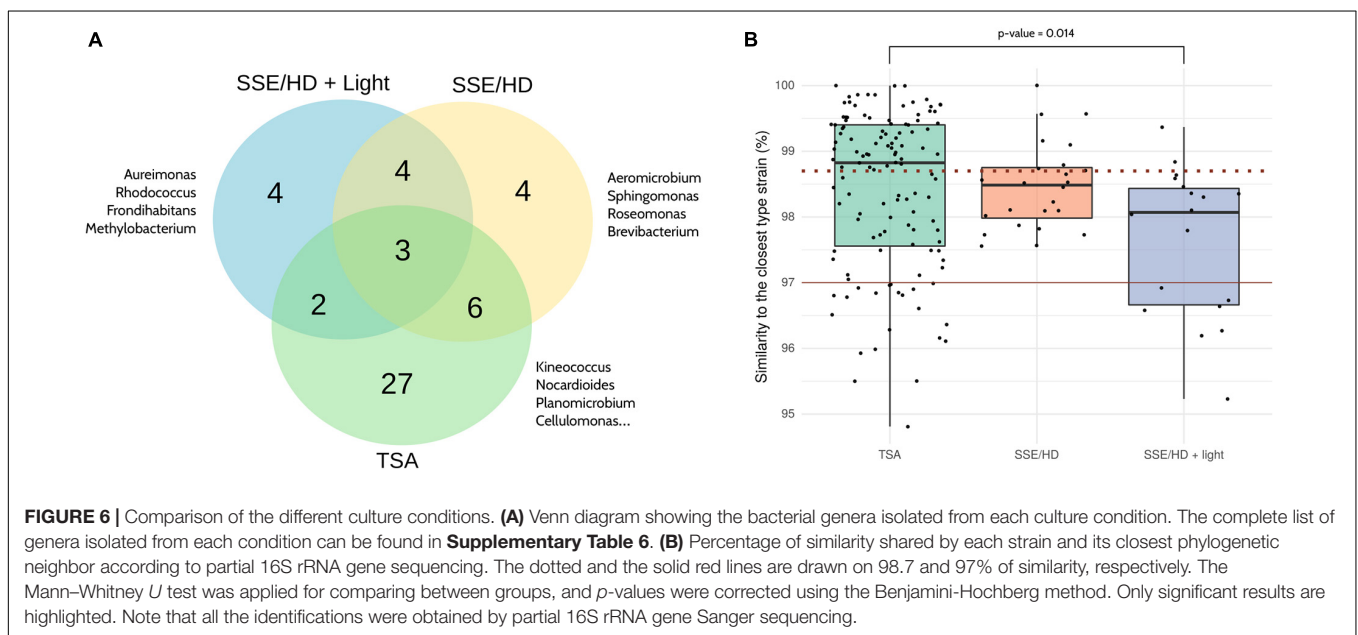 A
SSE/HD + Light
SSE/HD
Aureimonas
Rhodococcus
Frondihabitans
Methylobacterium
4
4
4
Aeromicrobium
Sphingomonas
Roseomonas
Brevibacterium
3
2
6
27
Kineococcus
Nocardioides
Planomicrobium
Cellulomonas...
TSA
B
p-value = 0.014
Similarity to the closest type strain (%)
100
99
98
97
96
95
TSA
SSE/HD
SSE/HD + light
FIGURE 6 | Comparison of the different culture conditions. (A) Venn diagram showing the bacterial genera isolated from each culture condition. The complete list of
genera isolated from each condition can be found in Supplementary Table 6. (B) Percentage of similarity shared by each strain and its closest phylogenetic
neighbor according to partial 16S rRNA gene sequencing. The dotted and the solid red lines are drawn on 98.7 and 97% of similarity, respectively. The
Mann–Whitney U test was applied for comparing between groups, and p-values were corrected using the Benjamini-Hochberg method. Only significant results are
highlighted. Note that all the identifications were obtained by partial 16S rRNA gene Sanger sequencing.